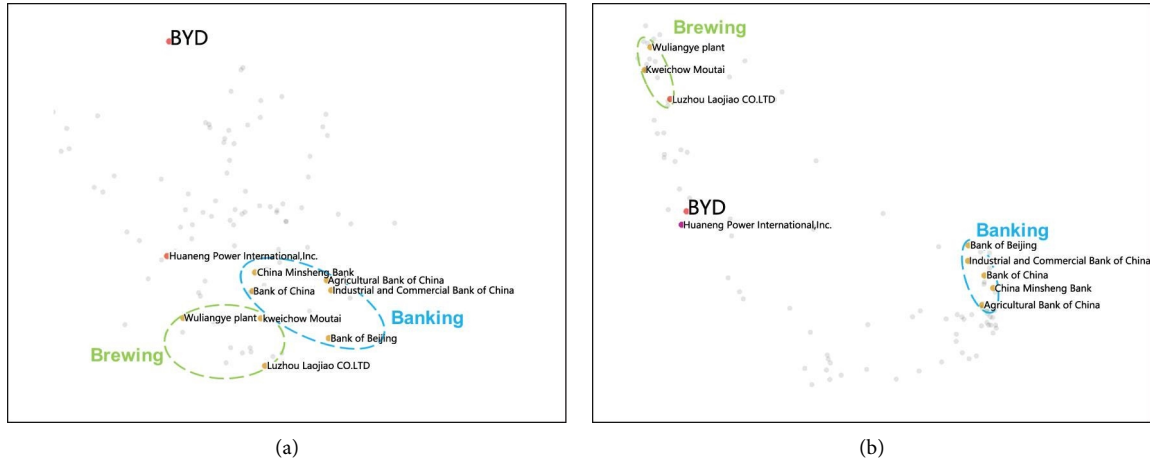 BYD
Huaneng Power International,Inc.
China Minsheng Bank
Agricultural Bank of China
Bank of China
Industrial and Commercial Bank of China
Wuliangye plant
kweichow Moutai
Banking
Bank of Beijing
Brewing
Luzhou Laojiao CO.LTD
(a)
Brewing
Wuliangye plant
Kweichow Moutai
Luzhou Laojiao CO.LTD
BYD
Huaneng Power International,Inc.
Banking
Bank of Beijing
Industrial and Commercial Bank of China
Bank of China
China Minsheng Bank
Agricultural Bank of China
(b)